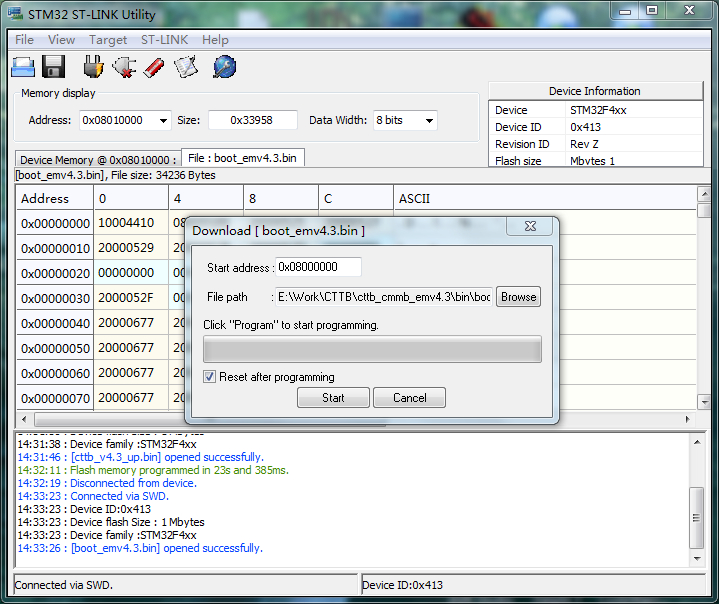 STM32 ST-LINK Utility
File View Target ST-LINK Help
Memory display
Address: 0x08010000 Size: 0x33958 Data Width: 8 bits
Device Information
Device STM32F4xx
Device ID 0x413
Revision ID Rev Z
Flash size Mbytes 1
Device Memory @ 0x08010000 : File : boot_emv4.3.bin
[boot_emv4.3.bin], File size: 34236 Bytes
Address 0 4 8 C ASCII
0x00000000 10004410 08
0x00000010 20000529 20
0x00000020 00000000 00
0x00000030 2000052F 00
0x00000040 20000677 20
0x00000050 20000677 20
0x00000060 20000677 20
0x00000070 20000677 20
Download [ boot_emv4.3.bin ]
Start address : 0x08000000
File path : E:\Work\CTTB\cttb_cmmb_emv4.3\bin\boo Browse
Click "Program" to start programming.
Reset after programming
Start Cancel
14:31:38 : Device family :STM32F4xx
14:31:46 : [cttb_v4.3_up.bin] opened successfully.
14:32:11 : Flash memory programmed in 23s and 385ms.
14:32:19 : Disconnected from device.
14:33:23 : Connected via SWD.
14:33:23 : Device ID:0x413
14:33:23 : Device flash Size : 1 Mbytes
14:33:23 : Device family :STM32F4xx
14:33:26 : [boot_emv4.3.bin] opened successfully.
Connected via SWD. Device ID:0x413